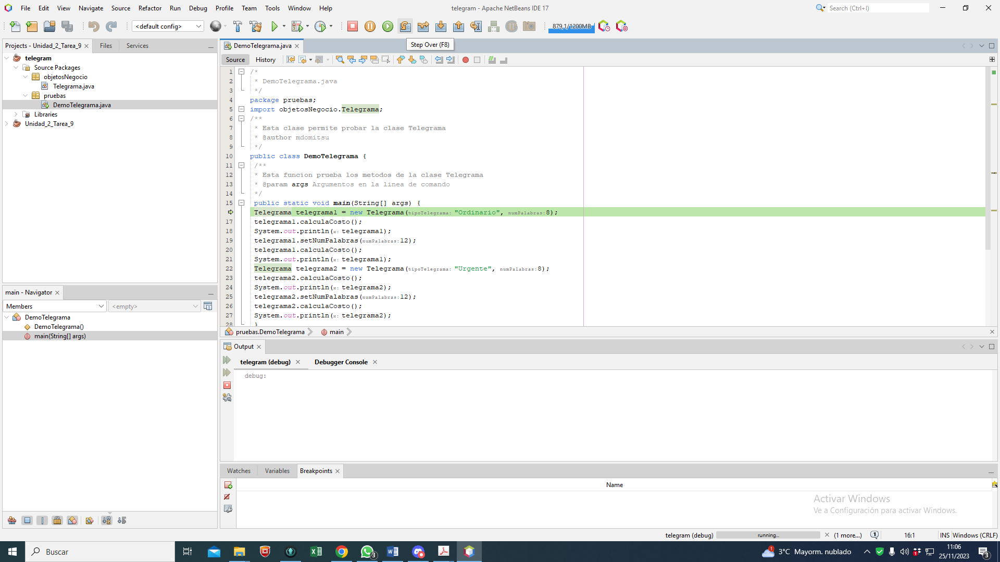 File Edit View Navigate Source Refactor Run Debug Profile Team Tools Window Help
telegram - Apache NetBeans IDE 17
Search (Ctrl+I)
<default config>
879,1/1200MB
Projects - Unidad_2_Tarea_9
Files
Services
DemoTelegrama.java
Step Over (F8)
telegram
Source Packages
objetosNegocio
Telegrama.java
pruebas
DemoTelegrama.java
Libraries
Unidad_2_Tarea_9
Source History
1 /*
2 * DemoTelegrama.java
3 */
4 package pruebas;
5 import objetosNegocio.Telegrama;
6 /**
7 * Esta clase permite probar la clase Telegrama
8 * @author mdomitsu
9 */
10 public class DemoTelegrama {
11 /**
12 * Esta funcion prueba los metodos de la clase Telegrama
13 * @param args Argumentos en la linea de comando
14 */
15 public static void main(String[] args) {
Telegrama telegrama1 = new Telegrama(tipoTelegrama: "Ordinario", numPalabras:8);
17 telegrama1.calculaCosto();
18 System.out.println(x: telegrama1);
19 telegrama1.setNumPalabras(numPalabras:12);
20 telegrama1.calculaCosto();
21 System.out.println(x: telegrama1);
22 Telegrama telegrama2 = new Telegrama(tipoTelegrama: "Urgente", numPalabras:8);
23 telegrama2.calculaCosto();
24 System.out.println(x: telegrama2);
25 telegrama2.setNumPalabras(numPalabras:12);
26 telegrama2.calculaCosto();
27 System.out.println(x: telegrama2);
28 }
pruebas.DemoTelegrama main
main - Navigator
Members
<empty>
DemoTelegrama
DemoTelegrama()
main(String[] args)
Output
telegram (debug) Debugger Console
debug:
Watches Variables Breakpoints
Name
Activar Windows
Ve a Configuración para activar Windows.
telegram (debug) running... (1 more...) 1 16:1 INS Windows (CRLF)
Buscar
3
1
3°C Mayorm. nublado
11:06
25/11/2023
3